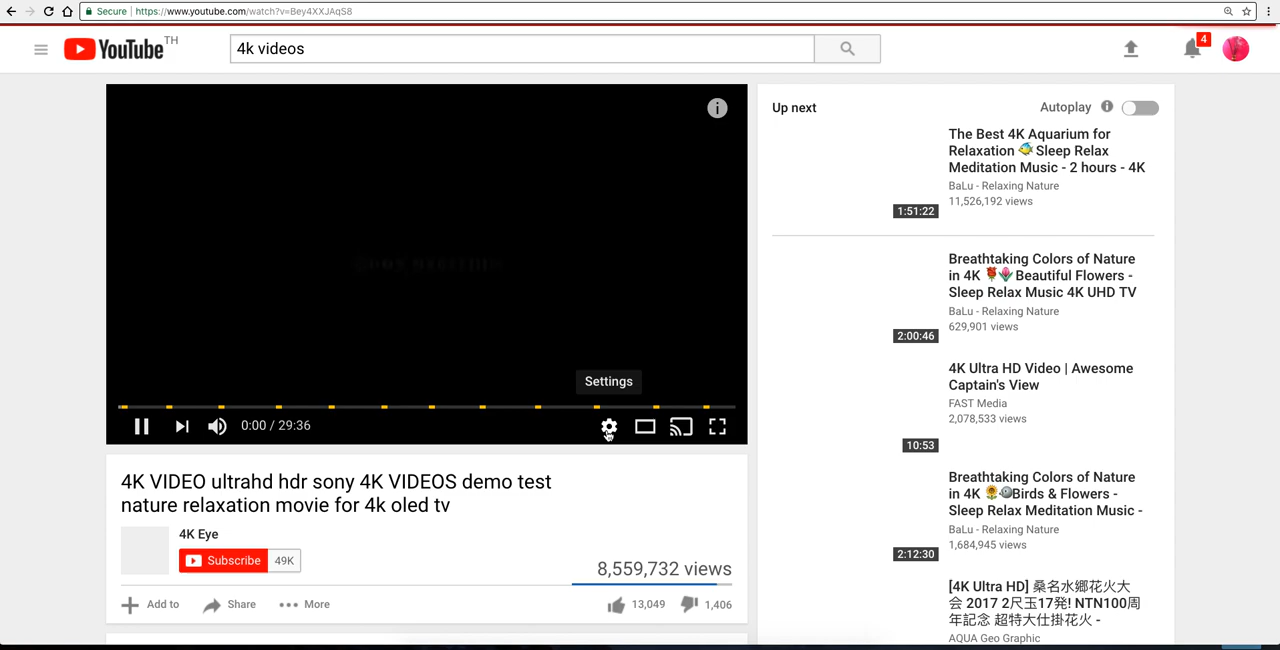 Secure https://www.youtube.com/watch?v=Bey4XXJAqS8
YouTube TH
4k videos
4
i
Settings
0:00 / 29:36
4K VIDEO ultrahd hdr sony 4K VIDEOS demo test
nature relaxation movie for 4k oled tv
4K Eye
Subscribe 49K
8,559,732 views
Add to Share More 13,049 1,406
Up next Autoplay
The Best 4K Aquarium for
Relaxation 🐠 Sleep Relax
Meditation Music - 2 hours - 4K
BaLu - Relaxing Nature
11,526,192 views
1:51:22
Breathtaking Colors of Nature
in 4K 🌹🌷 Beautiful Flowers -
Sleep Relax Music 4K UHD TV
BaLu - Relaxing Nature
629,901 views
2:00:46
4K Ultra HD Video | Awesome
Captain's View
FAST Media
2,078,533 views
10:53
Breathtaking Colors of Nature
in 4K 🌻🐦Birds & Flowers -
Sleep Relax Meditation Music -
BaLu - Relaxing Nature
1,684,945 views
2:12:30
[4K Ultra HD] 桑名水郷花火大
会 2017 2尺玉17発! NTN100周
年記念 超特大仕掛花火 -
AQUA Geo Graphic